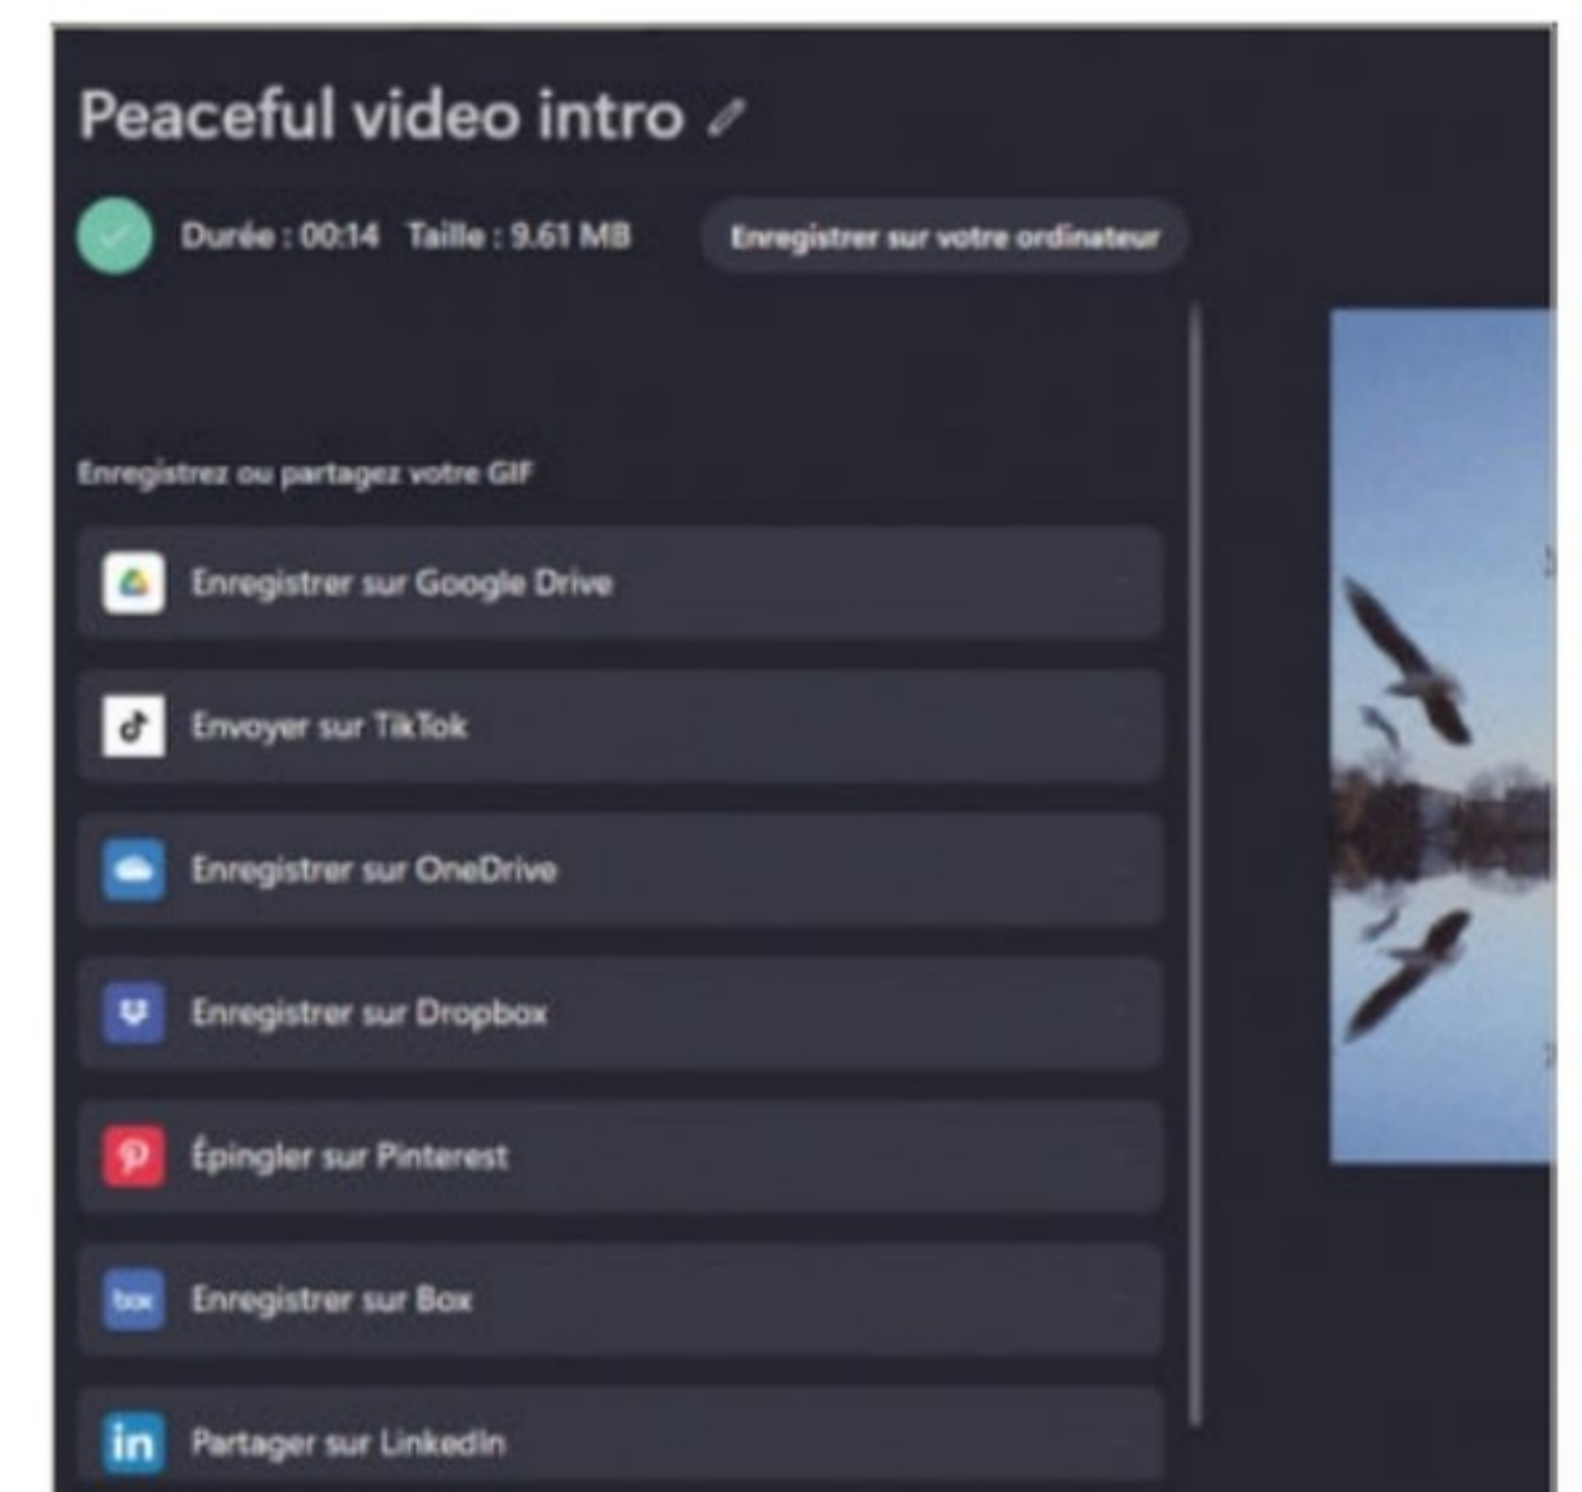 Peaceful video intro
Durée : 00:14 Taille : 9.61 MB Enregistrer sur votre ordinateur
Enregistrez ou partagez votre GIF
Enregistrer sur Google Drive
Envoyer sur TikTok
Enregistrer sur OneDrive
Enregistrer sur Dropbox
Épingler sur Pinterest
box Enregistrer sur Box
in Partager sur LinkedIn